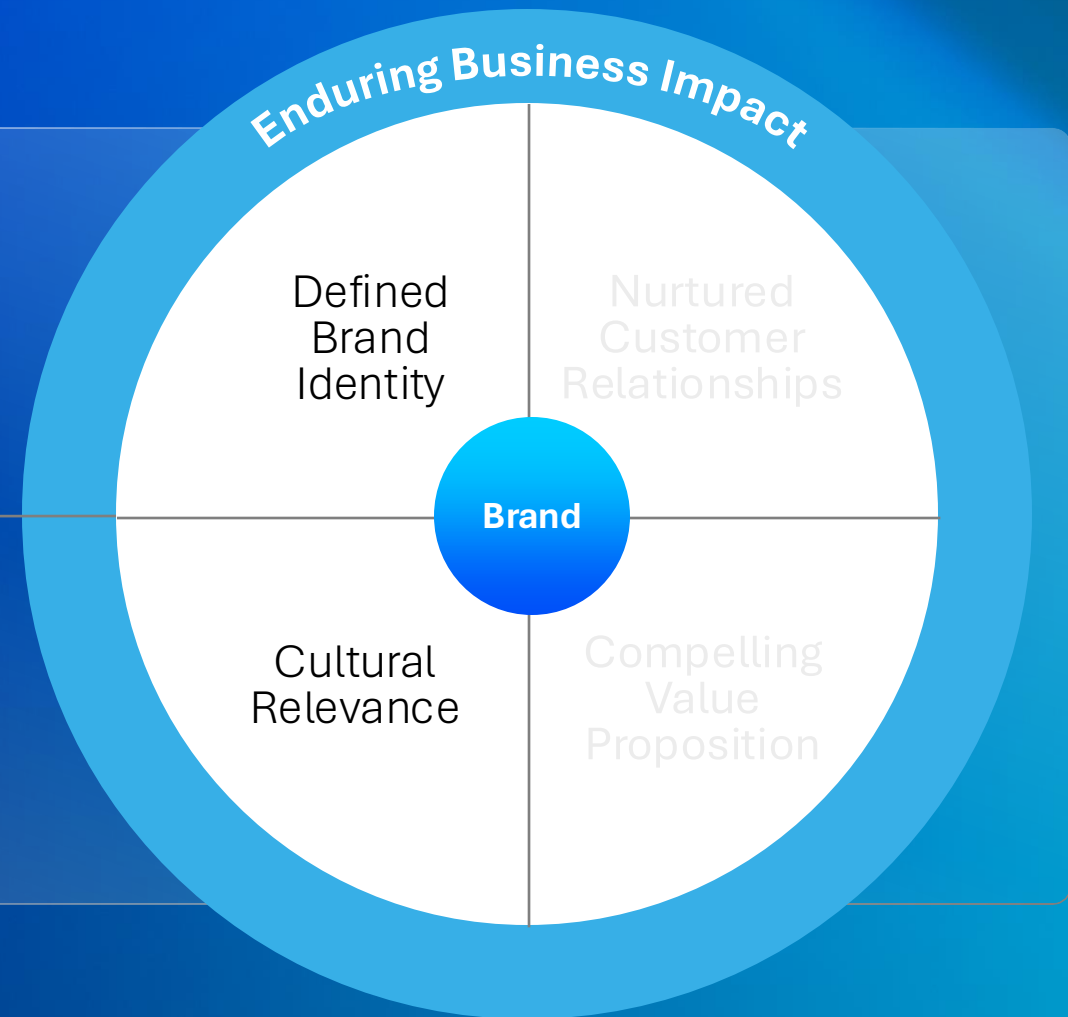 Enduring Business Impact
Defined
Brand
Identity
Nurtured
Customer
Relationships
Brand
Cultural
Relevance
Compelling
Value
Proposition